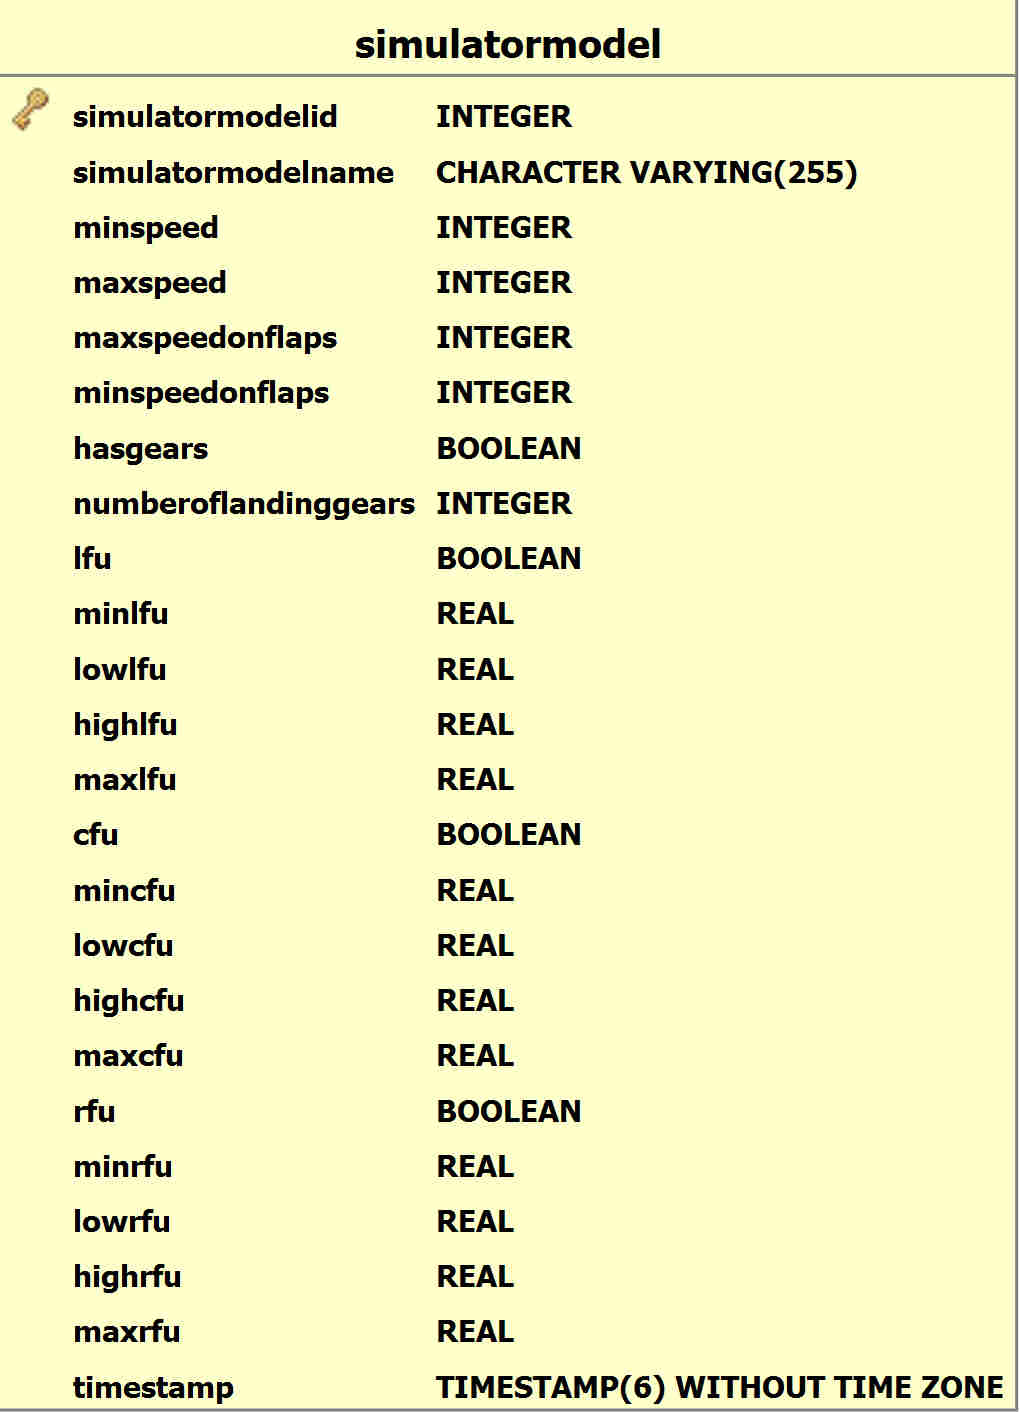 simulatormodel
simulatormodelid INTEGER
simulatormodelname CHARACTER VARYING(255)
minspeed INTEGER
maxspeed INTEGER
maxspeedonflaps INTEGER
minspeedonflaps INTEGER
hasgears BOOLEAN
numberoflandinggears INTEGER
lfu BOOLEAN
minlfu REAL
lowlfu REAL
highlfu REAL
maxlfu REAL
cfu BOOLEAN
mincfu REAL
lowcfu REAL
highcfu REAL
maxcfu REAL
rfu BOOLEAN
minrfu REAL
lowrfu REAL
highrfu REAL
maxrfu REAL
timestamp TIMESTAMP(6) WITHOUT TIME ZONE